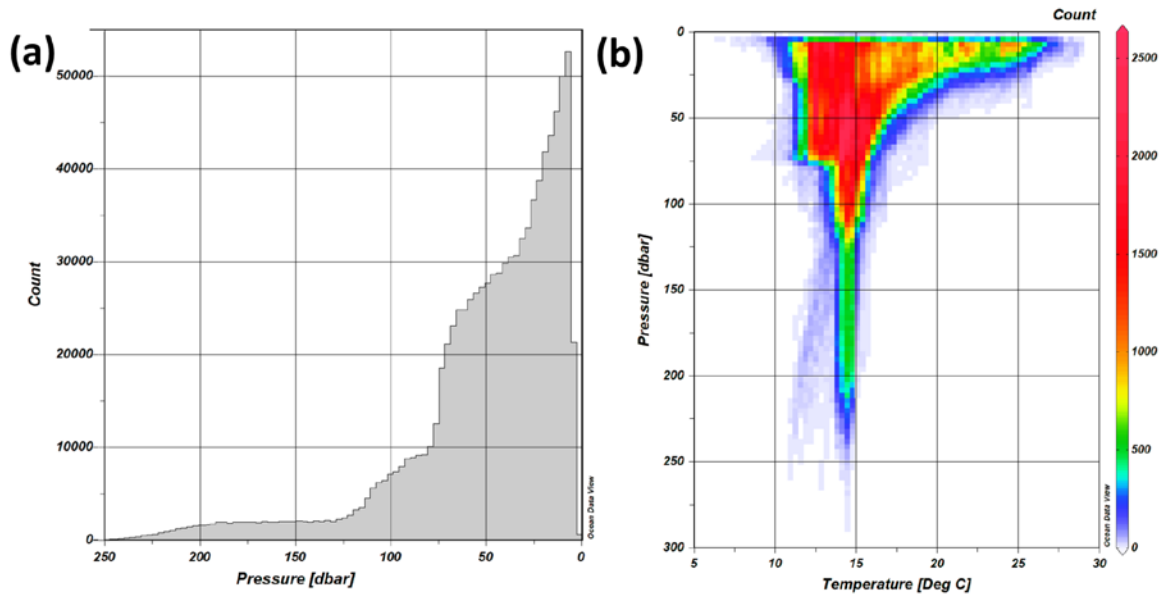 (a)
Count
50000
40000
30000
20000
10000
0
250 200 150 100 50 0
Pressure [dbar]
Ocean Data View
(b)
Count
0
50
100
150
200
250
300
Pressure [dbar]
5 10 15 20 25 30
Temperature [Deg C]
2500
2000
1500
1000
500
0
Ocean Data View